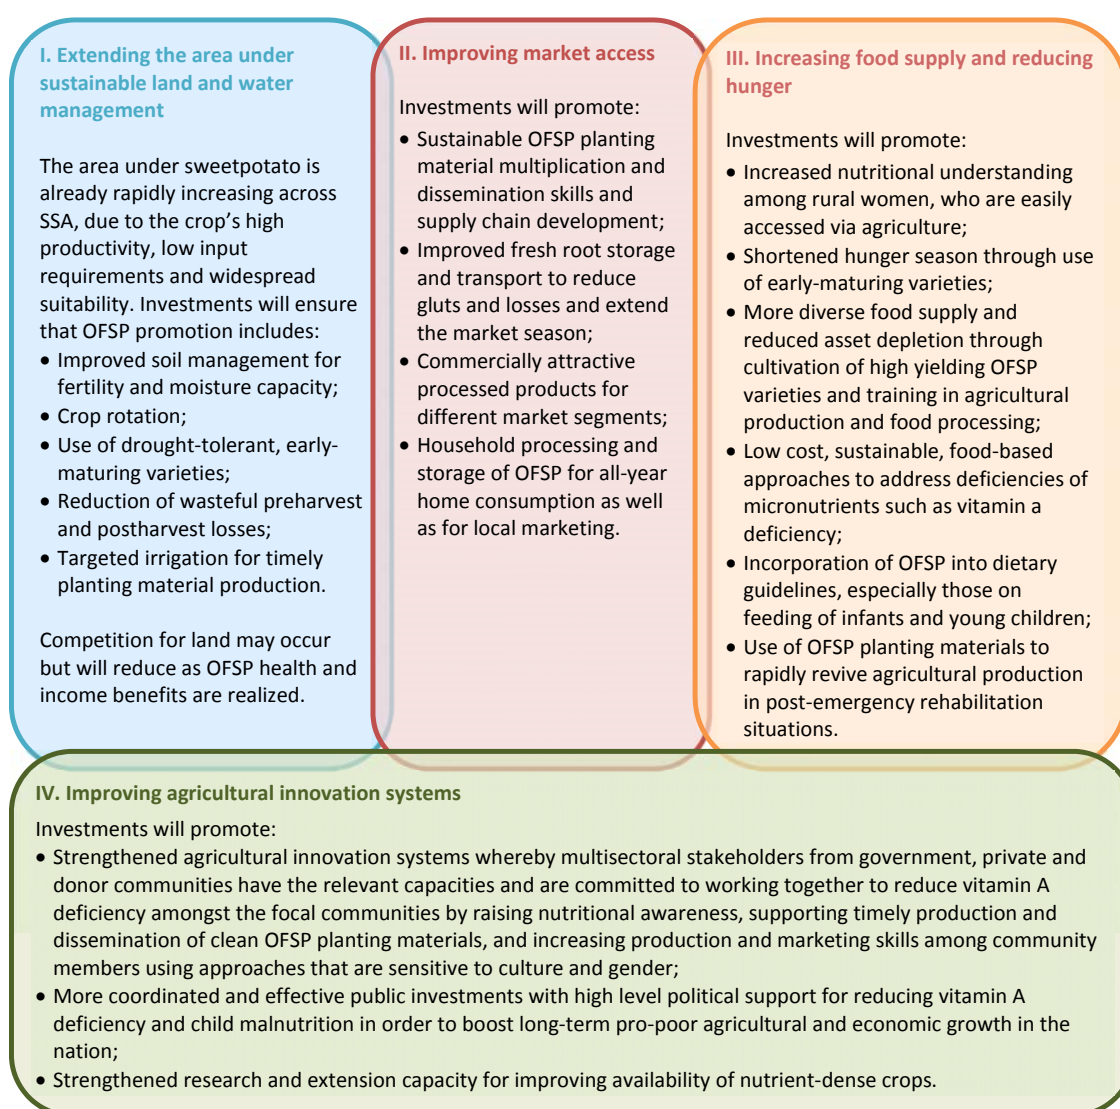 I. Extending the area under
sustainable land and water
management
The area under sweetpotato is
already rapidly increasing across
SSA, due to the crop’s high
productivity, low input
requirements and widespread
suitability. Investments will ensure
that OFSP promotion includes:
• Improved soil management for
fertility and moisture capacity;
• Crop rotation;
• Use of drought-tolerant, early-
maturing varieties;
• Reduction of wasteful preharvest
and postharvest losses;
• Targeted irrigation for timely
planting material production.
Competition for land may occur
but will reduce as OFSP health and
income benefits are realized.
II. Improving market access
Investments will promote:
• Sustainable OFSP planting
material multiplication and
dissemination skills and
supply chain development;
• Improved fresh root storage
and transport to reduce
gluts and losses and extend
the market season;
• Commercially attractive
processed products for
different market segments;
• Household processing and
storage of OFSP for all-year
home consumption as well
as for local marketing.
III. Increasing food supply and reducing
hunger
Investments will promote:
• Increased nutritional understanding
among rural women, who are easily
accessed via agriculture;
• Shortened hunger season through use
of early-maturing varieties;
• More diverse food supply and
reduced asset depletion through
cultivation of high yielding OFSP
varieties and training in agricultural
production and food processing;
• Low cost, sustainable, food-based
approaches to address deficiencies of
micronutrients such as vitamin a
deficiency;
• Incorporation of OFSP into dietary
guidelines, especially those on
feeding of infants and young children;
• Use of OFSP planting materials to
rapidly revive agricultural production
in post-emergency rehabilitation
situations.
IV. Improving agricultural innovation systems
Investments will promote:
• Strengthened agricultural innovation systems whereby multisectoral stakeholders from government, private and
donor communities have the relevant capacities and are committed to working together to reduce vitamin A
deficiency amongst the focal communities by raising nutritional awareness, supporting timely production and
dissemination of clean OFSP planting materials, and increasing production and marketing skills among community
members using approaches that are sensitive to culture and gender;
• More coordinated and effective public investments with high level political support for reducing vitamin A
deficiency and child malnutrition in order to boost long-term pro-poor agricultural and economic growth in the
nation;
• Strengthened research and extension capacity for improving availability of nutrient-dense crops.